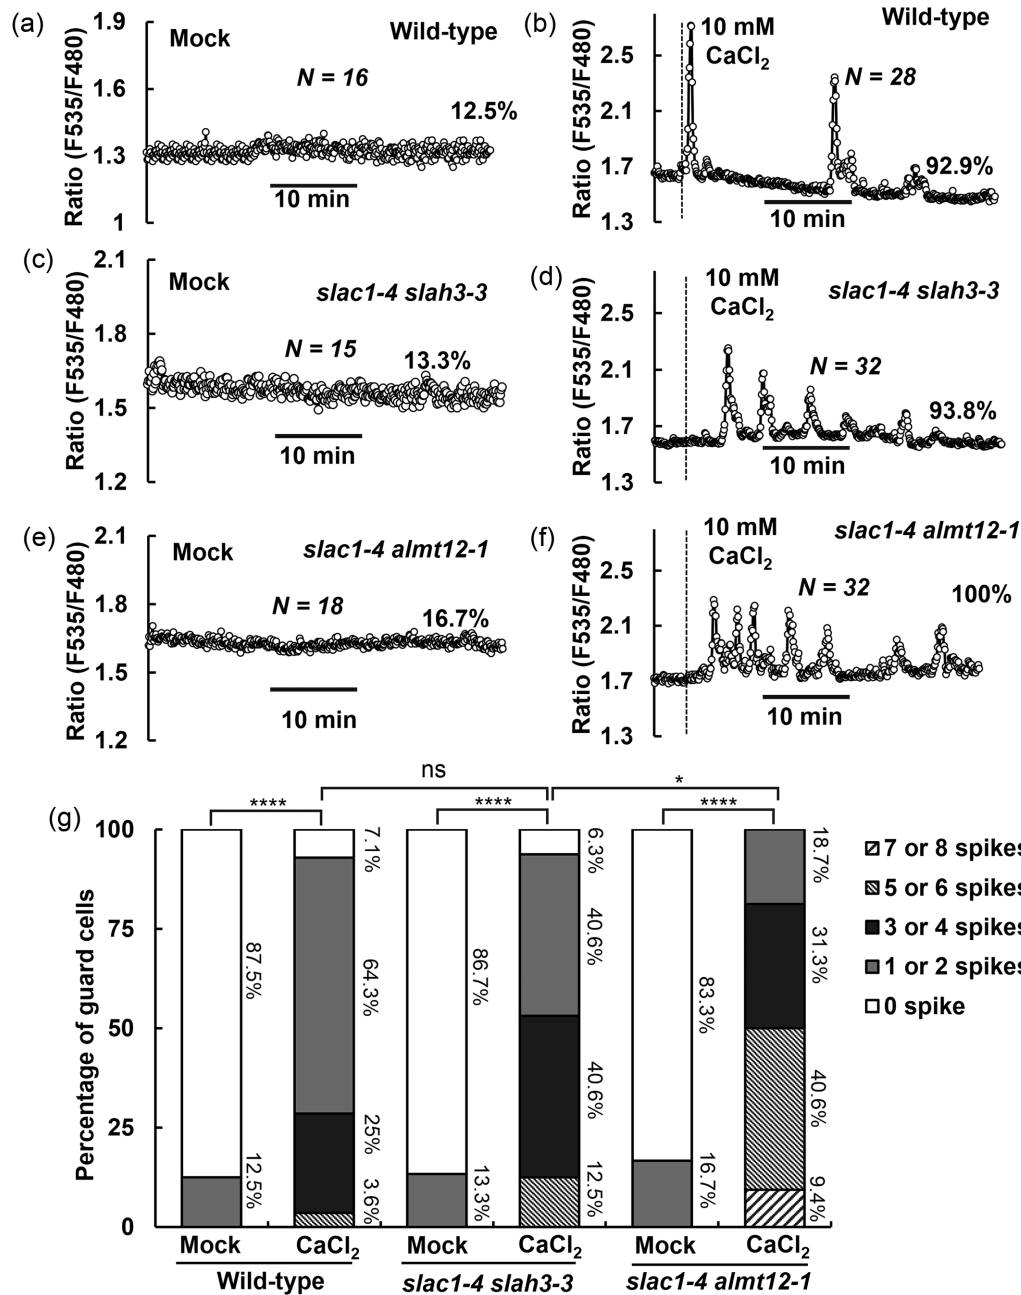 (a)
Mock
Wild-type
N = 16
12.5%
10 min
Ratio (F535/F480)
1.9
1.6
1.3
1
(b)
10 mM
CaCl2
Wild-type
N = 28
92.9%
10 min
Ratio (F535/F480)
2.5
2.1
1.7
1.3
(c)
Mock
slac1-4 slah3-3
N = 15
13.3%
10 min
Ratio (F535/F480)
2.1
1.8
1.5
1.2
(d)
10 mM
CaCl2
slac1-4 slah3-3
N = 32
93.8%
10 min
Ratio (F535/F480)
2.5
2.1
1.7
1.3
(e)
Mock
slac1-4 almt12-1
N = 18
16.7%
10 min
Ratio (F535/F480)
2.1
1.8
1.5
1.2
(f)
10 mM
CaCl2
slac1-4 almt12-1
N = 32
100%
10 min
Ratio (F535/F480)
2.5
2.1
1.7
1.3
(g)
ns
*
****
****
****
Percentage of guard cells
100
75
50
25
0
87.5%
12.5%
7.1%
64.3%
25%
3.6%
86.7%
13.3%
6.3%
40.6%
40.6%
12.5%
83.3%
16.7%
18.7%
31.3%
40.6%
9.4%
7 or 8 spikes
5 or 6 spikes
3 or 4 spikes
1 or 2 spikes
0 spike
Mock CaCl2 Mock CaCl2 Mock CaCl2
Wild-type slac1-4 slah3-3 slac1-4 almt12-1